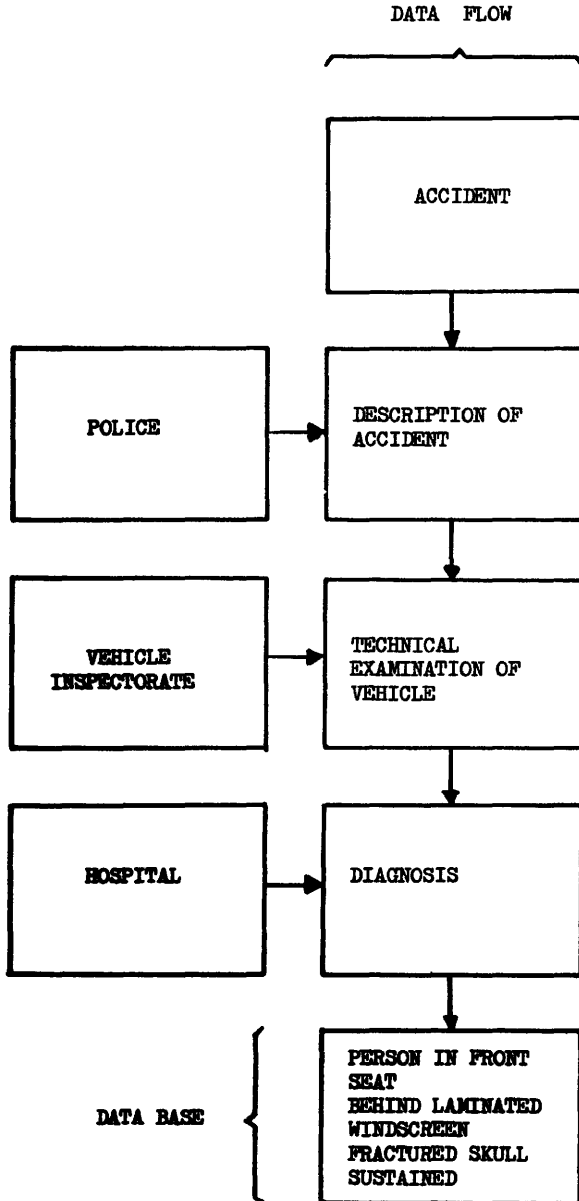 DATA FLOW
ACCIDENT
POLICE
DESCRIPTION OF
ACCIDENT
VEHICLE
INSPECTORATE
TECHNICAL
EXAMINATION OF
VEHICLE
HOSPITAL
DIAGNOSIS
DATA BASE
PERSON IN FRONT
SEAT
BEHIND LAMINATED
WINDSCREEN
FRACTURED SKULL
SUSTAINED